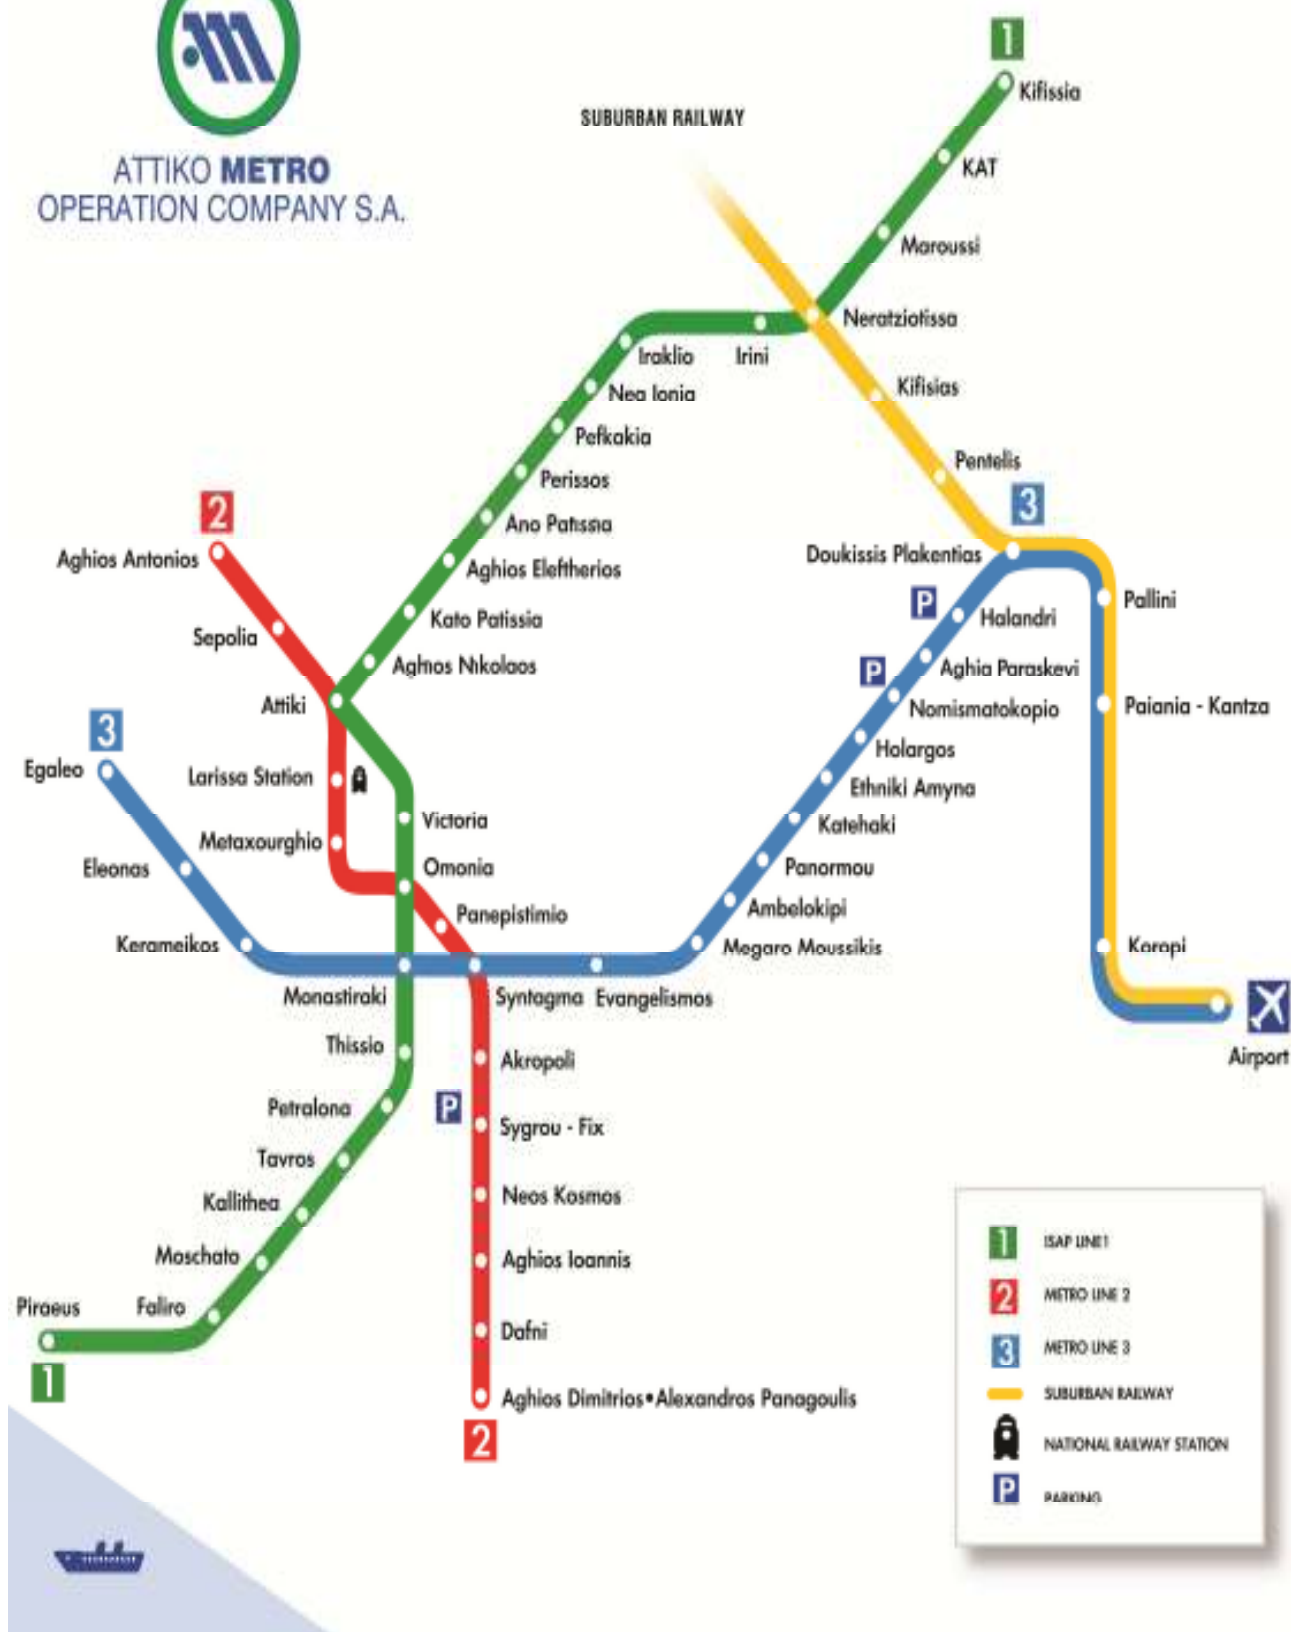 ATTIKO METRO
OPERATION COMPANY S.A.
SUBURBAN RAILWAY
1
Kifissia
KAT
Maroussi
Neratziotissa
Irini
Iraklio
Nea Ionia
Pefkakia
Perissos
Ano Patissia
Aghios Eleftherios
Kato Patissia
Aghios Nikolaos
Kifisias
Pentelis
3
Doukissis Plakentias
Pallini
P
Halandri
Aghia Paraskevi
P
Nomismatokopio
Paiania - Kantza
Holargos
Ethniki Amyna
Katehaki
Panormou
Ambelokipi
Megaro Moussikis
Koropi
Airport
2
Aghios Antonios
Sepolia
Attiki
3
Egaleo
Larissa Station
Metaxourghio
Victoria
Omonia
Eleonas
Panepistimio
Kerameikos
Monastiraki
Syntagma
Evangelismos
Thissio
Akropoli
Petralona
P
Sygrou - Fix
Tavros
Neos Kosmos
Kallithea
Moschato
Aghios Ioannis
Piraeus
Faliro
Dafni
1
Aghios Dimitrios•Alexandros Panagoulis
2
1 ISAP LINE1
2 METRO LINE 2
3 METRO LINE 3
SUBURBAN RAILWAY
NATIONAL RAILWAY STATION
P PARKING